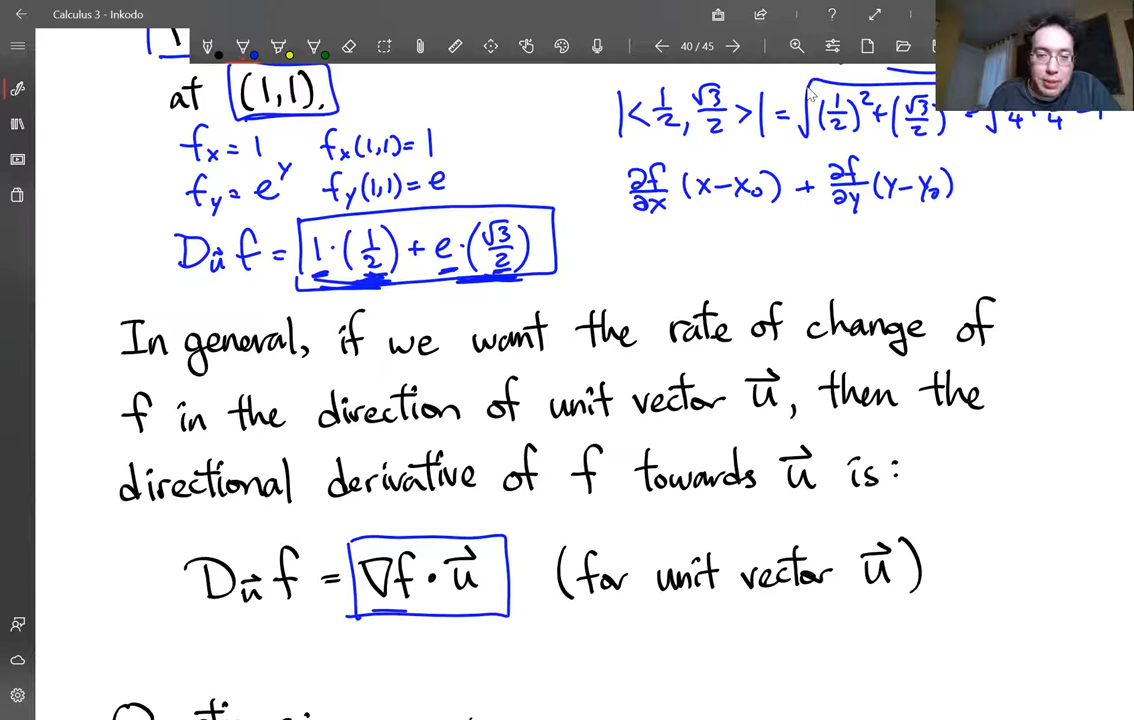 Calculus 3 - Inkodo
40 / 45
at (1,1).
|<1/2, √3/2>| = √(1/2)² + (√3/2)
fx = 1 fx(1,1) = 1
∂f/∂x (x-x₀) + ∂f/∂y (y-y₀)
fy = e^y fy(1,1) = e
D_u⃗ f = 1·(1/2) + e·(√3/2)
In general, if we want the rate of change of
f in the direction of unit vector u⃗, then the
directional derivative of f towards u⃗ is:
D_u⃗ f = ∇f · u⃗ (for unit vector u⃗)